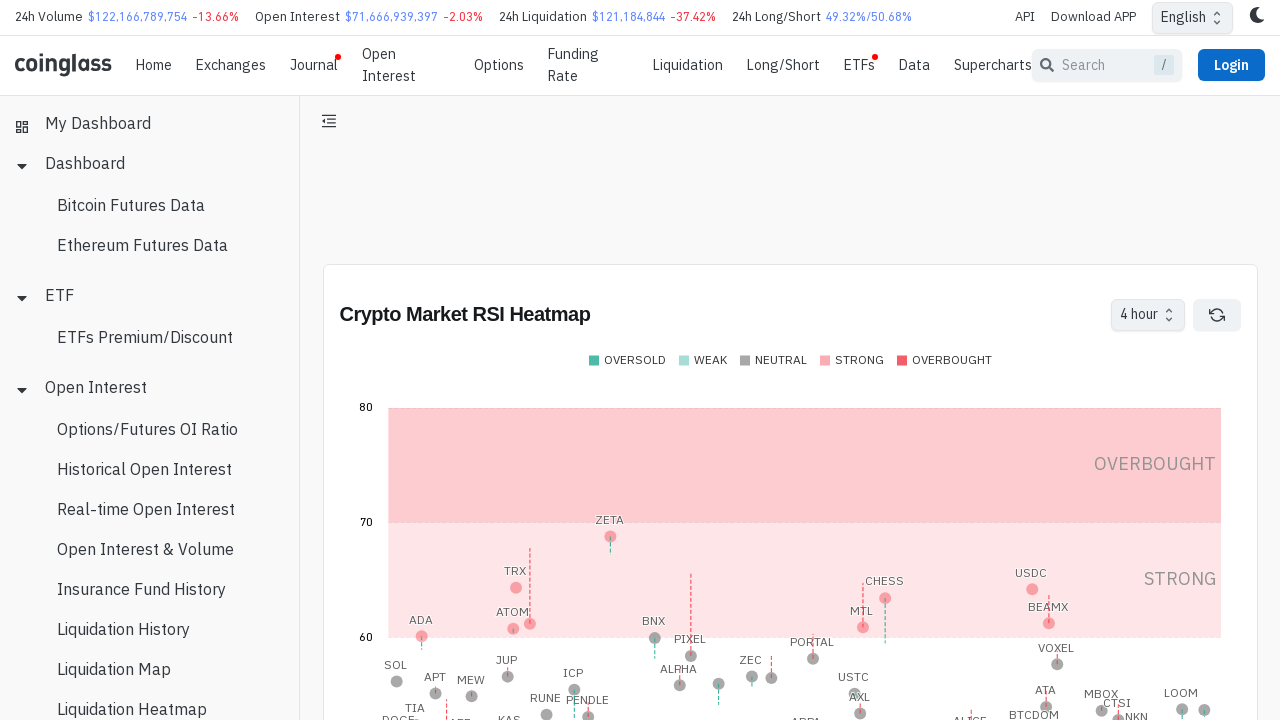 24h Volume $122,166,789,754 -13.66% Open Interest $71,666,939,397 -2.03% 24h Liquidation $121,184,844 -37.42% 24h Long/Short 49.32%/50.68% API Download APP English
coinglass Home Exchanges Journal Open Interest Options Funding Rate Liquidation Long/Short ETFs Data Supercharts Search / Login
My Dashboard
Dashboard
Bitcoin Futures Data
Ethereum Futures Data
ETF
ETFs Premium/Discount
Open Interest
Options/Futures OI Ratio
Historical Open Interest
Real-time Open Interest
Open Interest & Volume
Insurance Fund History
Liquidation History
Liquidation Map
Liquidation Heatmap
Crypto Market RSI Heatmap 4 hour
OVERSOLD WEAK NEUTRAL STRONG OVERBOUGHT
80
OVERBOUGHT
70
ZETA
TRX USDC STRONG
CHESS
ATOM MTL BEAMX
ADA BNX
60
PIXEL PORTAL
VOXEL
SOL JUP ALPHA ZEC
APT MEW ICP USTC
RUNE PENDLE AXL ATA MBOX LOOM
TIA CTSI
DOGE KAS BTCDOM
ALICE